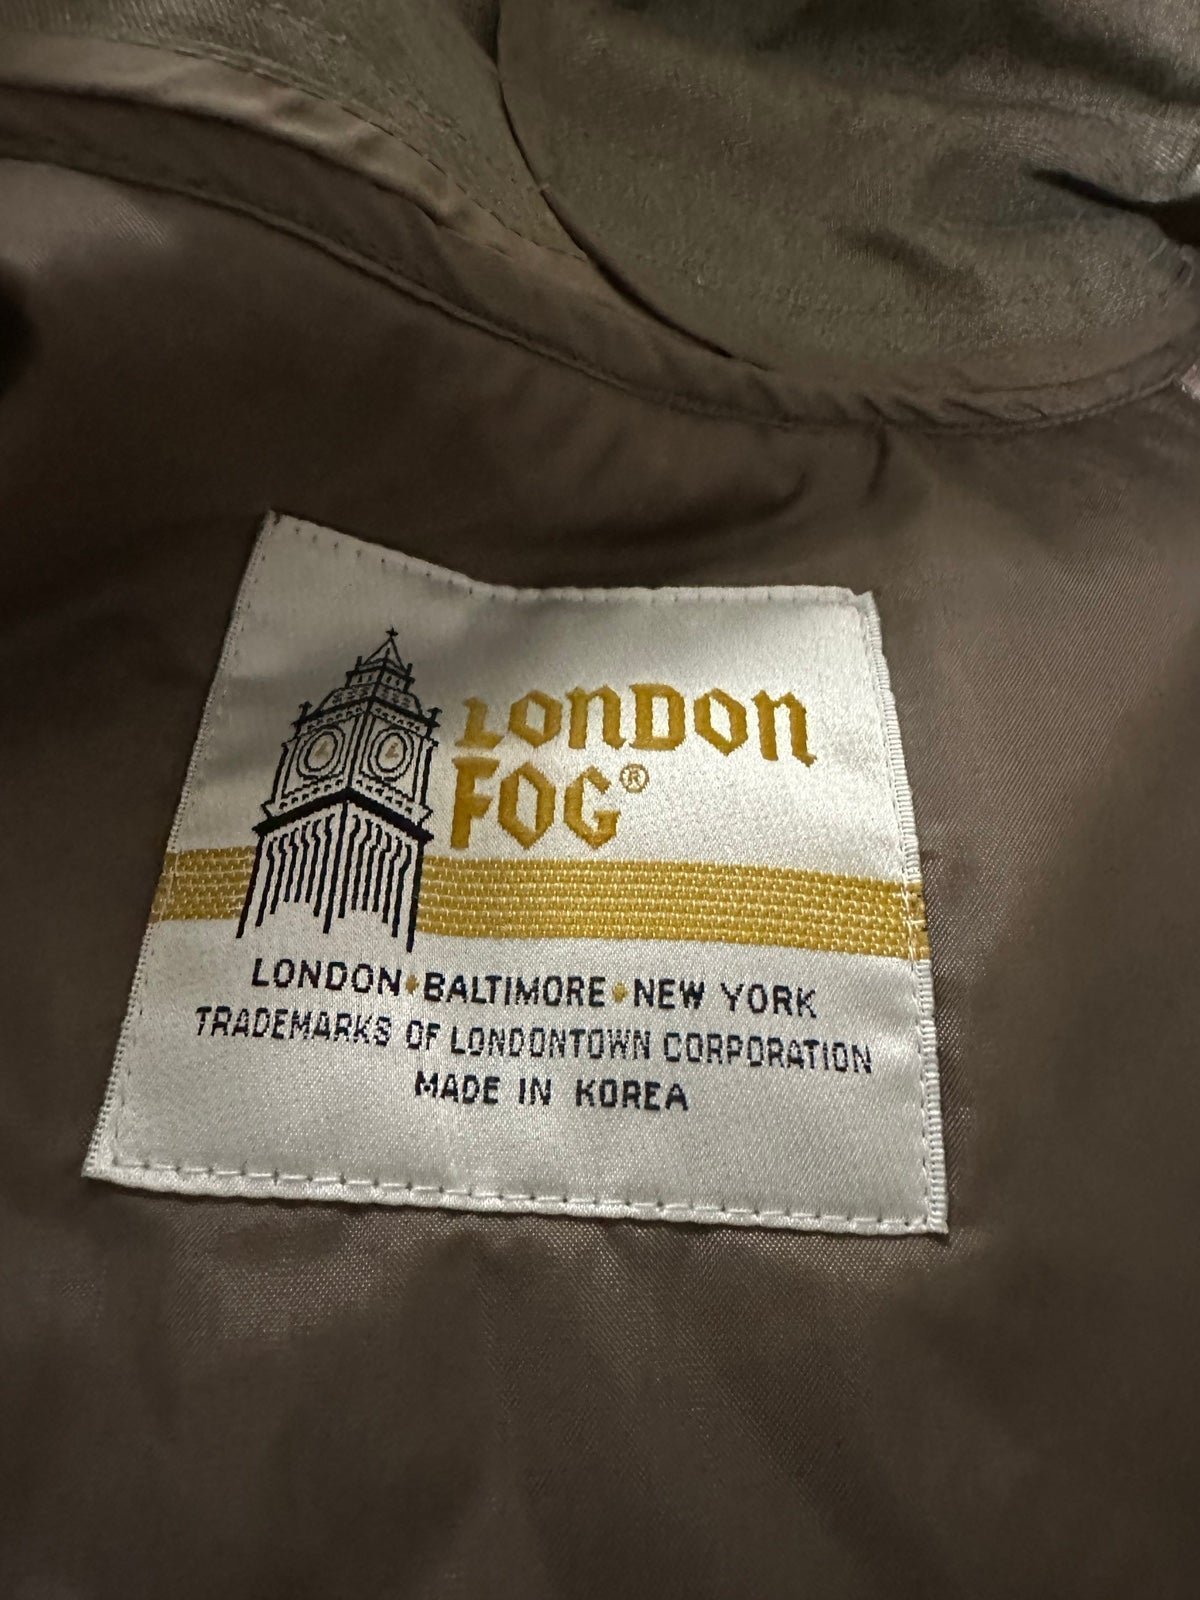 LONDON
FOG®
LONDON • BALTIMORE • NEW YORK
TRADEMARKS OF LONDONTOWN CORPORATION
MADE IN KOREA